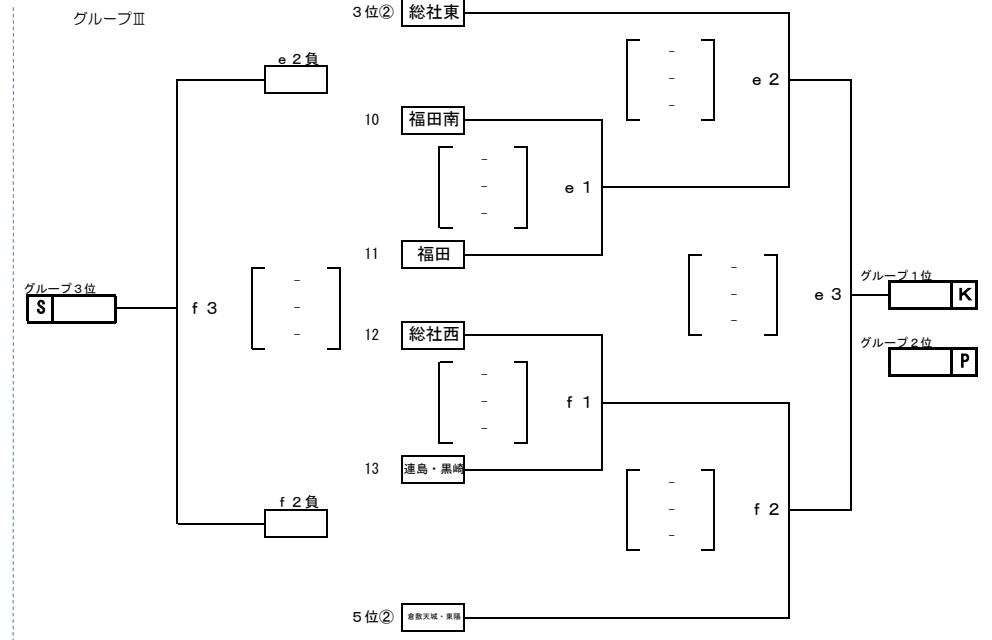 グループⅢ
３位② 総社東
ｅ２負
－
－ ｅ２
－
10 福田南
－
－ ｅ１
－
11 福田
グループ３位
S
ｆ３
－
－
－
－
－ ｅ３
－
グループ１位
K
グループ２位
P
12 総社西
－
－ ｆ１
－
13 連島・黒崎
ｆ２負
－
－ ｆ２
－
５位② 倉敷天城・東陽